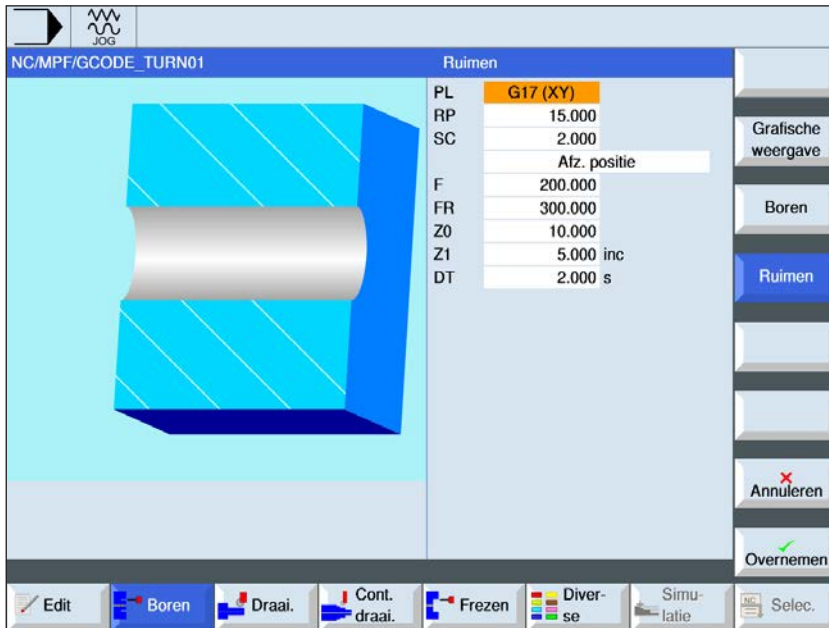 JOG
NC/MPF/GCODE_TURN01
Ruimen
PL G17 (XY)
RP 15.000
SC 2.000
Afz. positie
F 200.000
FR 300.000
Z0 10.000
Z1 5.000 inc
DT 2.000 s
Grafische
weergave
Boren
Ruimen
Annuleren
Overnemen
Edit
Boren
Draai.
Cont.
draai.
Frezen
Diver-
se
Simu-
latie
NC
Selec.